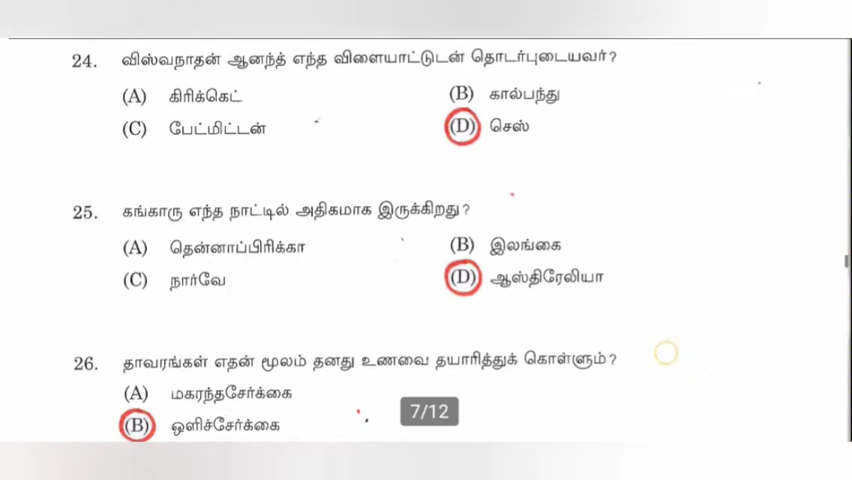 24. விஸ்வநாதன் ஆனந்த் எந்த விளையாட்டுடன் தொடர்புடையவர்?
(A) கிரிக்கெட் (B) கால்பந்து
(C) பேட்மிட்டன் (D) செஸ்
25. கங்காரு எந்த நாட்டில் அதிகமாக இருக்கிறது?
(A) தென்னாப்பிரிக்கா (B) இலங்கை
(C) நார்வே (D) ஆஸ்திரேலியா
26. தாவரங்கள் எதன் மூலம் தனது உணவை தயாரித்துக் கொள்ளும்?
(A) மகரந்தசேர்க்கை
7/12
(B) ஒளிச்சேர்க்கை